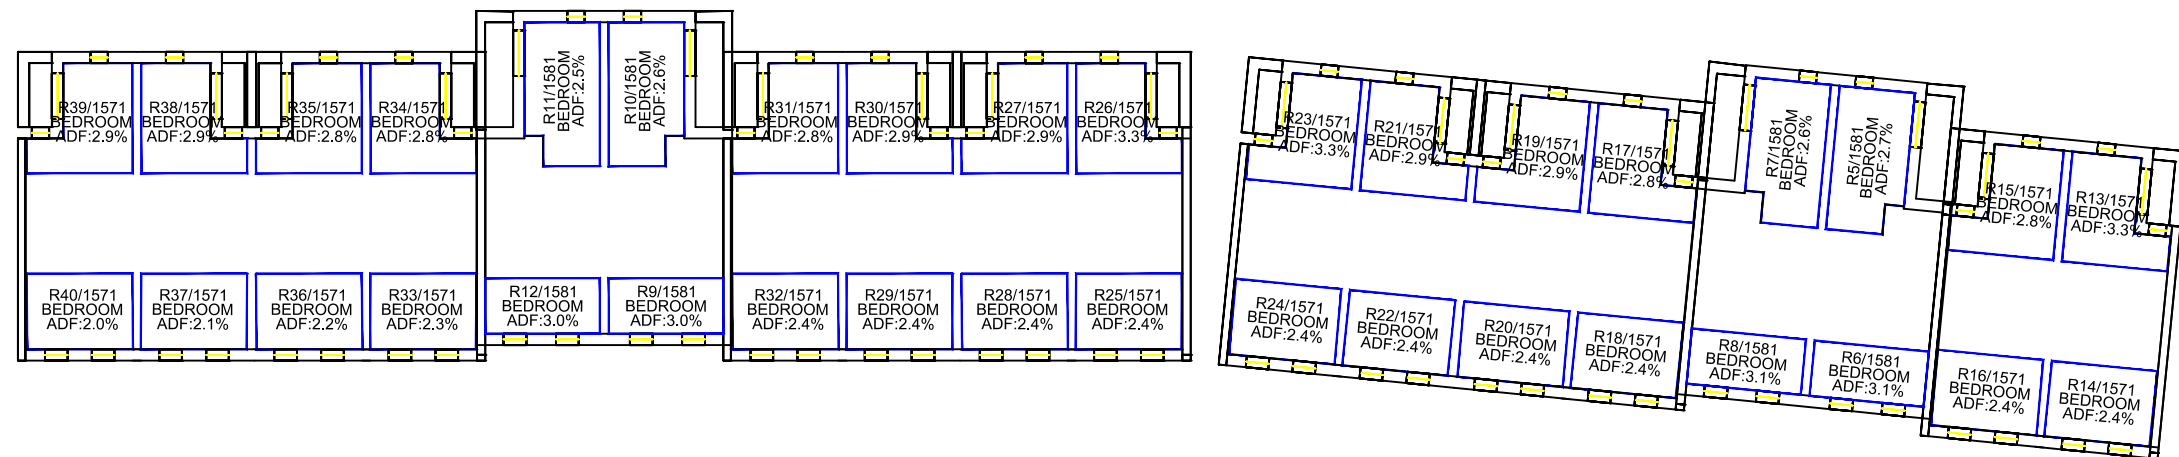 R39/1571
BEDROOM
ADF:2.9%
R38/1571
BEDROOM
ADF:2.9%
R35/1571
BEDROOM
ADF:2.8%
R34/1571
BEDROOM
ADF:2.8%
R11/1581
BEDROOM
ADF:2.5%
R10/1581
BEDROOM
ADF:2.6%
R31/1571
BEDROOM
ADF:2.8%
R30/1571
BEDROOM
ADF:2.9%
R27/1571
BEDROOM
ADF:2.9%
R26/1571
BEDROOM
ADF:3.3%
R23/1571
BEDROOM
ADF:3.3%
R21/1571
BEDROOM
ADF:2.9%
R19/1571
BEDROOM
ADF:2.9%
R17/1571
BEDROOM
ADF:2.8%
R7/1581
BEDROOM
ADF:2.6%
R5/1581
BEDROOM
ADF:2.7%
R15/1571
BEDROOM
ADF:2.8%
R13/1571
BEDROOM
ADF:3.3%
R40/1571
BEDROOM
ADF:2.0%
R37/1571
BEDROOM
ADF:2.1%
R36/1571
BEDROOM
ADF:2.2%
R33/1571
BEDROOM
ADF:2.3%
R12/1581
BEDROOM
ADF:3.0%
R9/1581
BEDROOM
ADF:3.0%
R32/1571
BEDROOM
ADF:2.4%
R29/1571
BEDROOM
ADF:2.4%
R28/1571
BEDROOM
ADF:2.4%
R25/1571
BEDROOM
ADF:2.4%
R24/1571
BEDROOM
ADF:2.4%
R22/1571
BEDROOM
ADF:2.4%
R20/1571
BEDROOM
ADF:2.4%
R18/1571
BEDROOM
ADF:2.4%
R8/1581
BEDROOM
ADF:3.1%
R6/1581
BEDROOM
ADF:3.1%
R16/1571
BEDROOM
ADF:2.4%
R14/1571
BEDROOM
ADF:2.4%